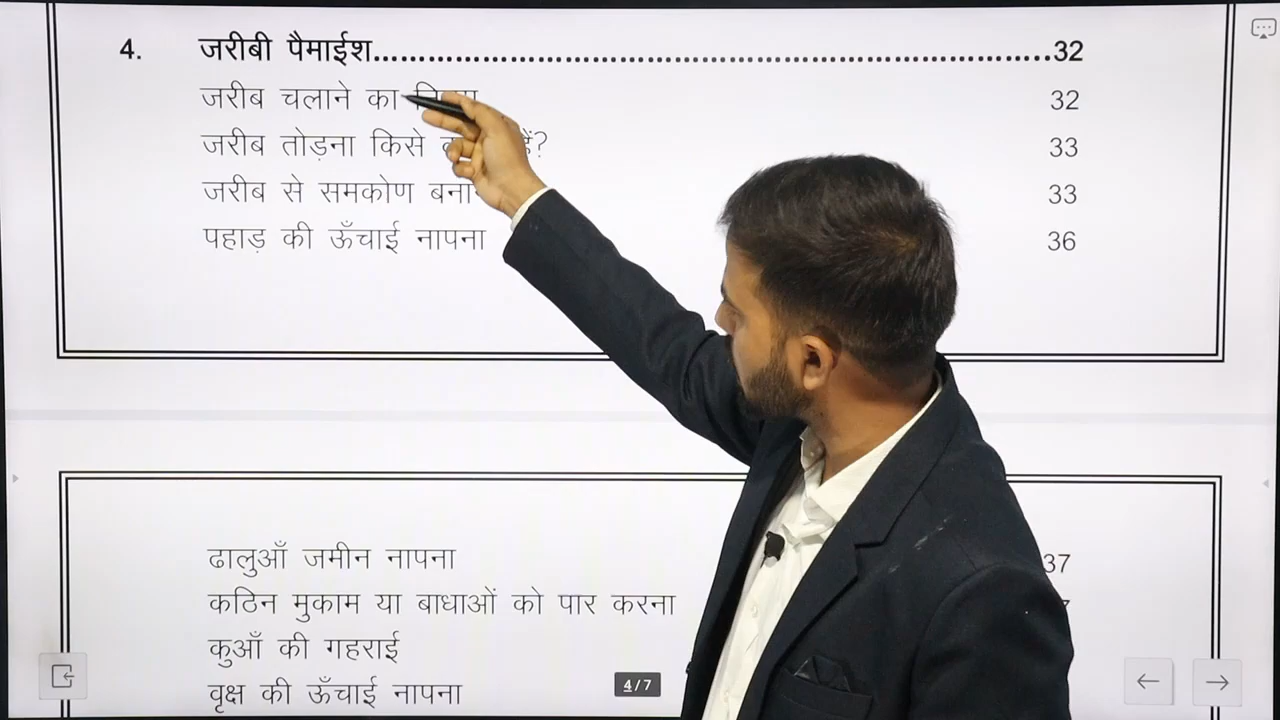 4. जरीबी पैमाईश.....................................................................................32
जरीब चलाने का 32
जरीब तोड़ना किसे हैं? 33
जरीब से समकोण 33
पहाड़ की ऊँचाई नापना 36
ढालुआँ जमीन नापना 37
कठिन मुकाम या बाधाओं को पार करना
कुआँ की गहराई
वृक्ष की ऊँचाई नापना
4/7